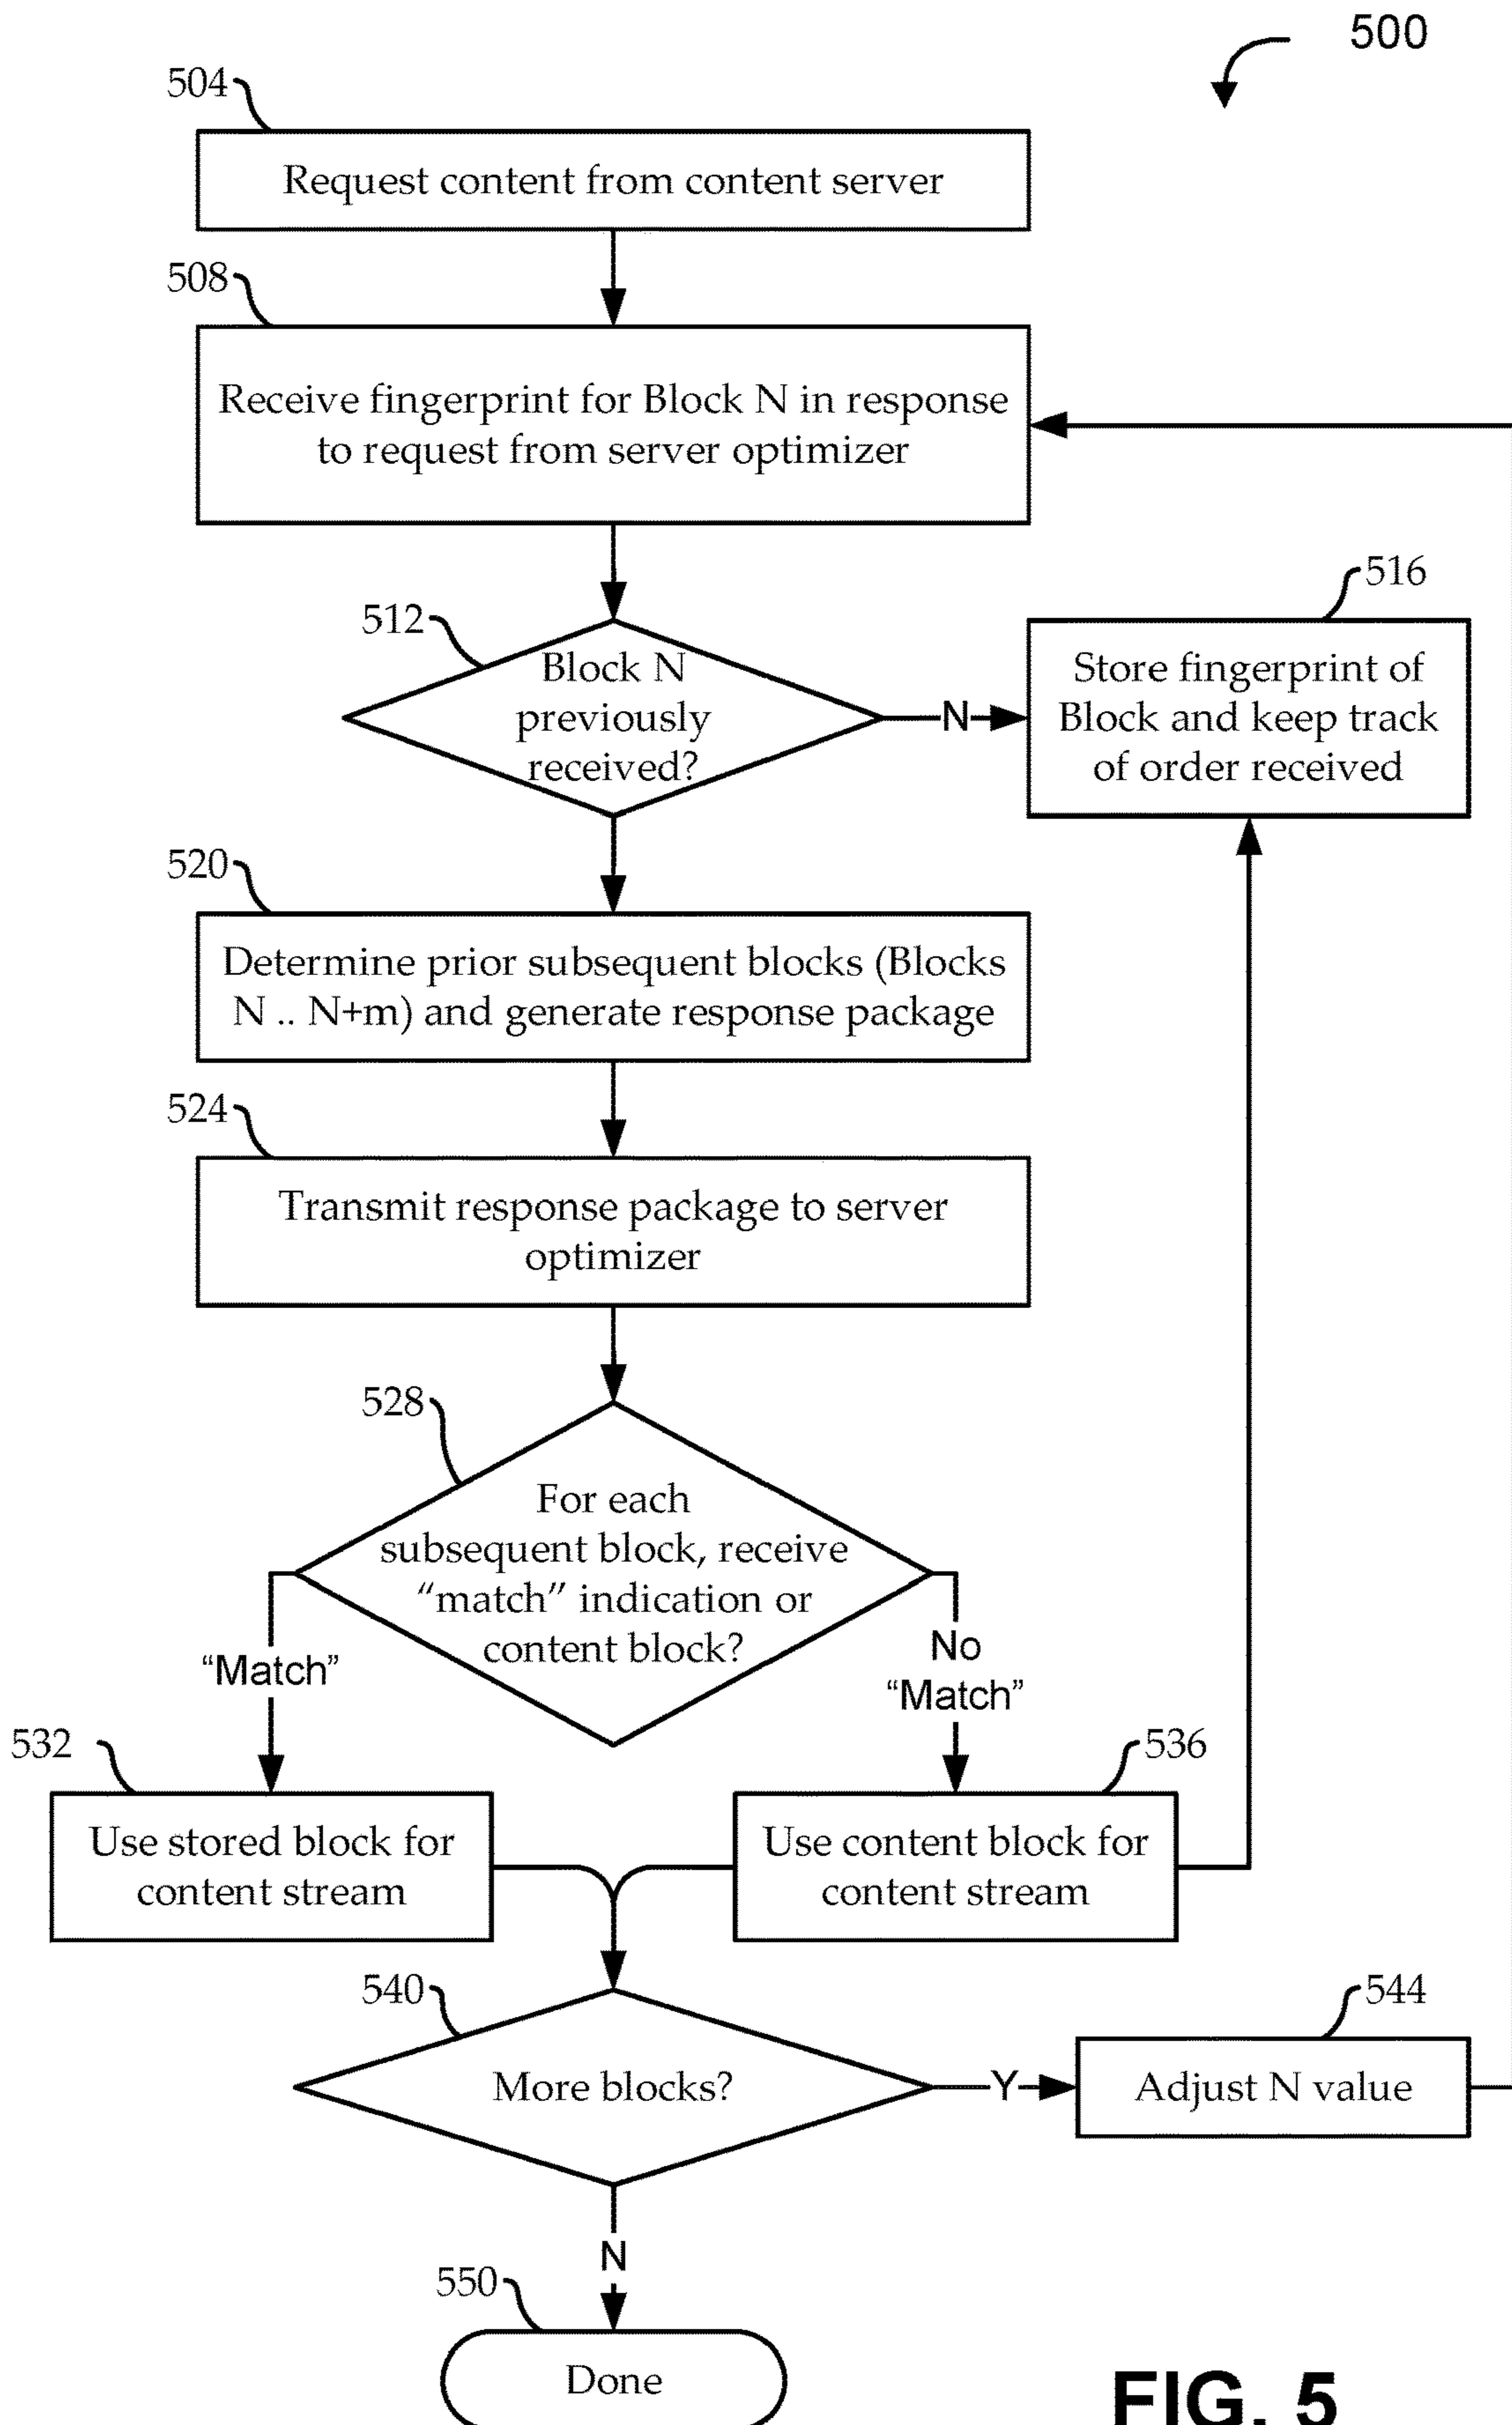 500
504
Request content from content server
508
Receive fingerprint for Block N in response
to request from server optimizer
512
Block N
previously
received?
N
516
Store fingerprint of
Block and keep track
of order received
520
Determine prior subsequent blocks (Blocks
N .. N+m) and generate response package
524
Transmit response package to server
optimizer
528
For each
subsequent block, receive
“match” indication or
content block?
“Match”
No
“Match”
532
Use stored block for
content stream
536
Use content block for
content stream
540
More blocks?
Y
544
Adjust N value
N
550
Done
FIG. 5